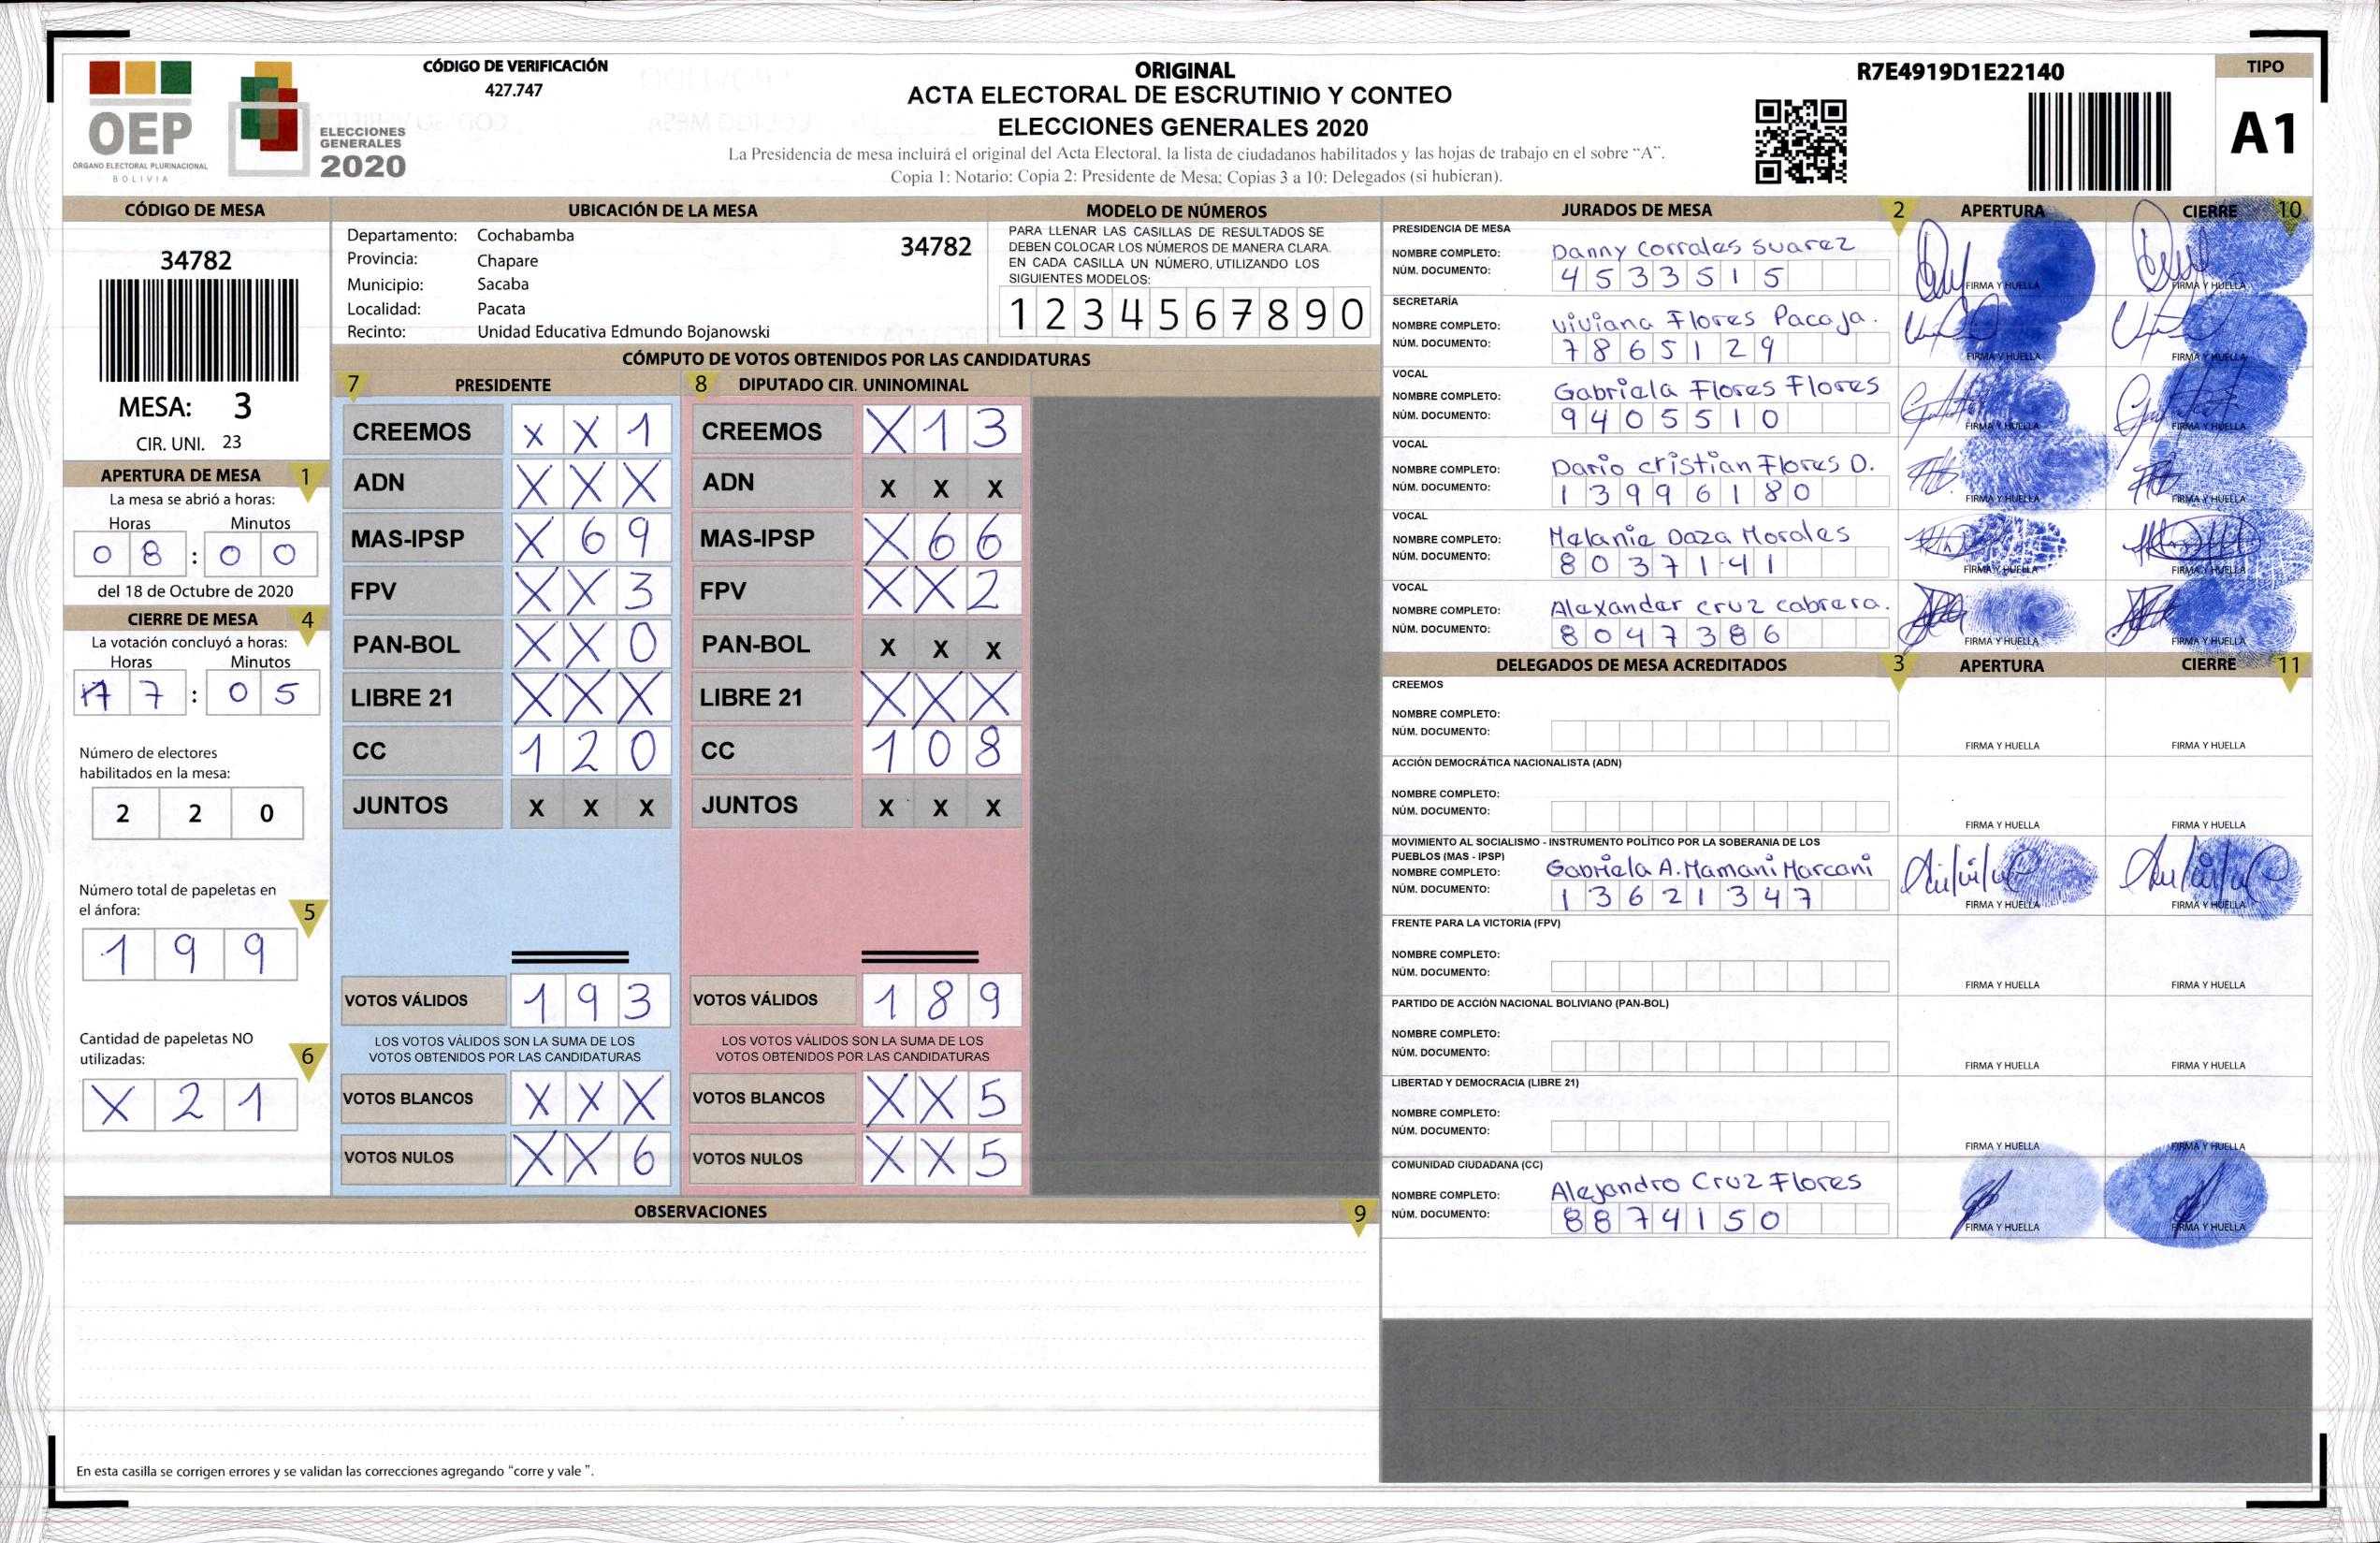 CÓDIGO DE VERIFICACIÓN
427.747
OEP
ÓRGANO ELECTORAL PLURINACIONAL
BOLIVIA
ELECCIONES
GENERALES
2020
ORIGINAL
ACTA ELECTORAL DE ESCRUTINIO Y CONTEO
ELECCIONES GENERALES 2020
La Presidencia de mesa incluirá el original del Acta Electoral, la lista de ciudadanos habilitados y las hojas de trabajo en el sobre "A".
Copia 1: Notario; Copia 2: Presidente de Mesa; Copias 3 a 10: Delegados (si hubieran).
R7E4919D1E22140
TIPO
A1
CÓDIGO DE MESA
34782
MESA: 3
CIR. UNI. 23
APERTURA DE MESA 1
La mesa se abrió a horas:
Horas Minutos
0 8 : 0 0
del 18 de Octubre de 2020
CIERRE DE MESA 4
La votación concluyó a horas:
Horas Minutos
1 7 : 0 5
Número de electores
habilitados en la mesa:
2 2 0
Número total de papeletas en
el ánfora: 5
1 9 9
Cantidad de papeletas NO
utilizadas: 6
X 2 1
UBICACIÓN DE LA MESA
Departamento: Cochabamba
34782
Provincia: Chapare
Municipio: Sacaba
Localidad: Pacata
Recinto: Unidad Educativa Edmundo Bojanowski
MODELO DE NÚMEROS
PARA LLENAR LAS CASILLAS DE RESULTADOS SE
DEBEN COLOCAR LOS NÚMEROS DE MANERA CLARA.
EN CADA CASILLA UN NÚMERO, UTILIZANDO LOS
SIGUIENTES MODELOS:
1 2 3 4 5 6 7 8 9 0
CÓMPUTO DE VOTOS OBTENIDOS POR LAS CANDIDATURAS
7 PRESIDENTE
CREEMOS X X 1
ADN X X X
MAS-IPSP X 6 9
FPV X X 3
PAN-BOL X X 0
LIBRE 21 X X X
CC 1 2 0
JUNTOS X X X
VOTOS VÁLIDOS 1 9 3
LOS VOTOS VÁLIDOS SON LA SUMA DE LOS
VOTOS OBTENIDOS POR LAS CANDIDATURAS
VOTOS BLANCOS X X X
VOTOS NULOS X X 6
8 DIPUTADO CIR. UNINOMINAL
CREEMOS X 1 3
ADN X X X
MAS-IPSP X 6 6
FPV X X 2
PAN-BOL X X X
LIBRE 21 X X X
CC 1 0 8
JUNTOS X X X
VOTOS VÁLIDOS 1 8 9
LOS VOTOS VÁLIDOS SON LA SUMA DE LOS
VOTOS OBTENIDOS POR LAS CANDIDATURAS
VOTOS BLANCOS X X 5
VOTOS NULOS X X 5
OBSERVACIONES 9
En esta casilla se corrigen errores y se validan las correcciones agregando "corre y vale ".
JURADOS DE MESA 2 APERTURA CIERRE 10
PRESIDENCIA DE MESA
NOMBRE COMPLETO: Danny Corrales Suarez
NÚM. DOCUMENTO: 4533515
FIRMA Y HUELLA FIRMA Y HUELLA
SECRETARÍA
NOMBRE COMPLETO: Viviana Flores Pacaja.
NÚM. DOCUMENTO: 7865129
FIRMA Y HUELLA FIRMA Y HUELLA
VOCAL
NOMBRE COMPLETO: Gabriela Flores Flores
NÚM. DOCUMENTO: 9405510
FIRMA Y HUELLA FIRMA Y HUELLA
VOCAL
NOMBRE COMPLETO: Dario Cristian Flores D.
NÚM. DOCUMENTO: 13996180
FIRMA Y HUELLA FIRMA Y HUELLA
VOCAL
NOMBRE COMPLETO: Melanie Daza Morales
NÚM. DOCUMENTO: 8037141
FIRMA Y HUELLA FIRMA Y HUELLA
VOCAL
NOMBRE COMPLETO: Alexander Cruz Cabrera.
NÚM. DOCUMENTO: 8047386
FIRMA Y HUELLA FIRMA Y HUELLA
DELEGADOS DE MESA ACREDITADOS 3 APERTURA CIERRE 11
CREEMOS
NOMBRE COMPLETO:
NÚM. DOCUMENTO:
FIRMA Y HUELLA FIRMA Y HUELLA
ACCIÓN DEMOCRÁTICA NACIONALISTA (ADN)
NOMBRE COMPLETO:
NÚM. DOCUMENTO:
FIRMA Y HUELLA FIRMA Y HUELLA
MOVIMIENTO AL SOCIALISMO - INSTRUMENTO POLÍTICO POR LA SOBERANIA DE LOS
PUEBLOS (MAS - IPSP)
NOMBRE COMPLETO: Gabriela A. Mamani Marcani
NÚM. DOCUMENTO: 13621347
FIRMA Y HUELLA FIRMA Y HUELLA
FRENTE PARA LA VICTORIA (FPV)
NOMBRE COMPLETO:
NÚM. DOCUMENTO:
FIRMA Y HUELLA FIRMA Y HUELLA
PARTIDO DE ACCIÓN NACIONAL BOLIVIANO (PAN-BOL)
NOMBRE COMPLETO:
NÚM. DOCUMENTO:
FIRMA Y HUELLA FIRMA Y HUELLA
LIBERTAD Y DEMOCRACIA (LIBRE 21)
NOMBRE COMPLETO:
NÚM. DOCUMENTO:
FIRMA Y HUELLA FIRMA Y HUELLA
COMUNIDAD CIUDADANA (CC)
NOMBRE COMPLETO: Alejandro Cruz Flores
NÚM. DOCUMENTO: 8874150
FIRMA Y HUELLA FIRMA Y HUELLA